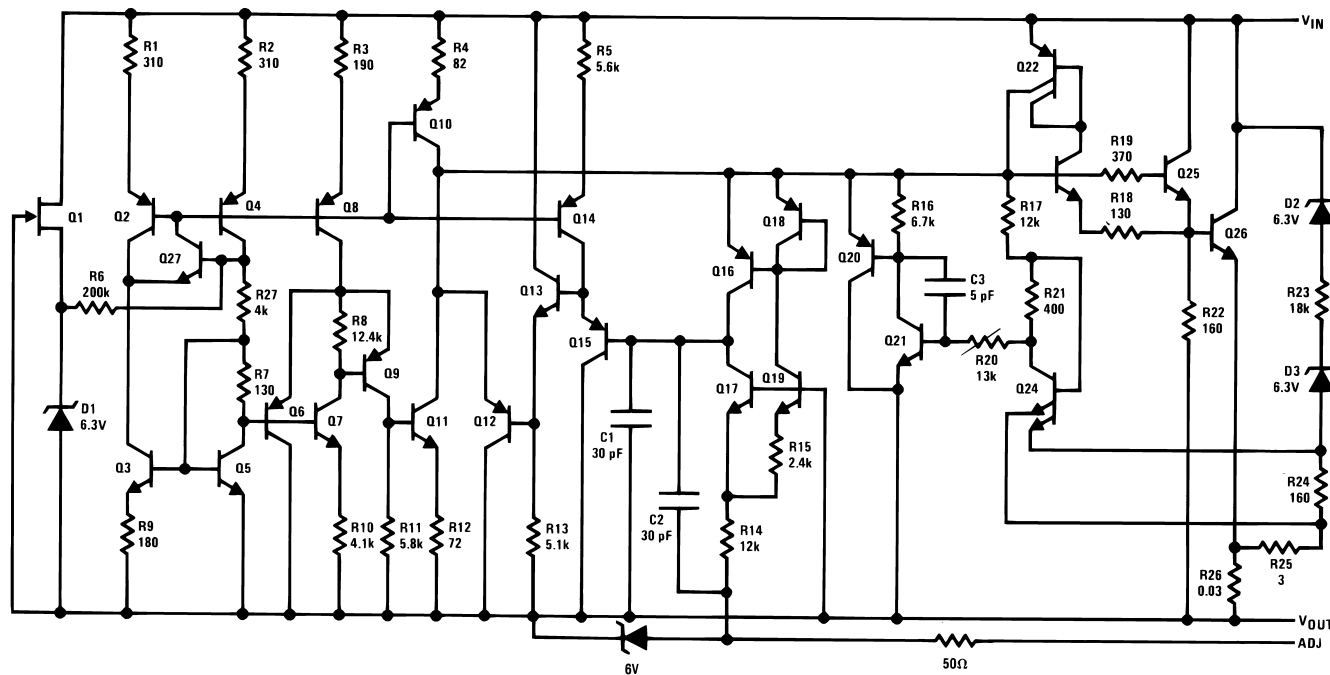 R1
310
R2
310
R3
190
R4
82
R5
5.6k
VIN
Q22
Q10
R19
370
Q25
Q1
Q2
Q4
Q8
Q14
Q18
R16
6.7k
R17
12k
R18
130
Q26
D2
6.3V
Q27
R6
200k
R27
4k
Q13
Q16
Q20
C3
5 pF
R21
400
R22
160
R23
18k
R8
12.4k
Q15
Q21
R20
13k
D1
6.3V
R7
130
Q9
Q17
Q19
Q24
D3
6.3V
Q6
Q7
Q11
Q12
C1
30 pF
R15
2.4k
Q3
Q5
R24
160
R9
180
R10
4.1k
R11
5.8k
R12
72
R13
5.1k
C2
30 pF
R14
12k
R25
3
R26
0.03
VOUT
ADJ
6V
50Ω